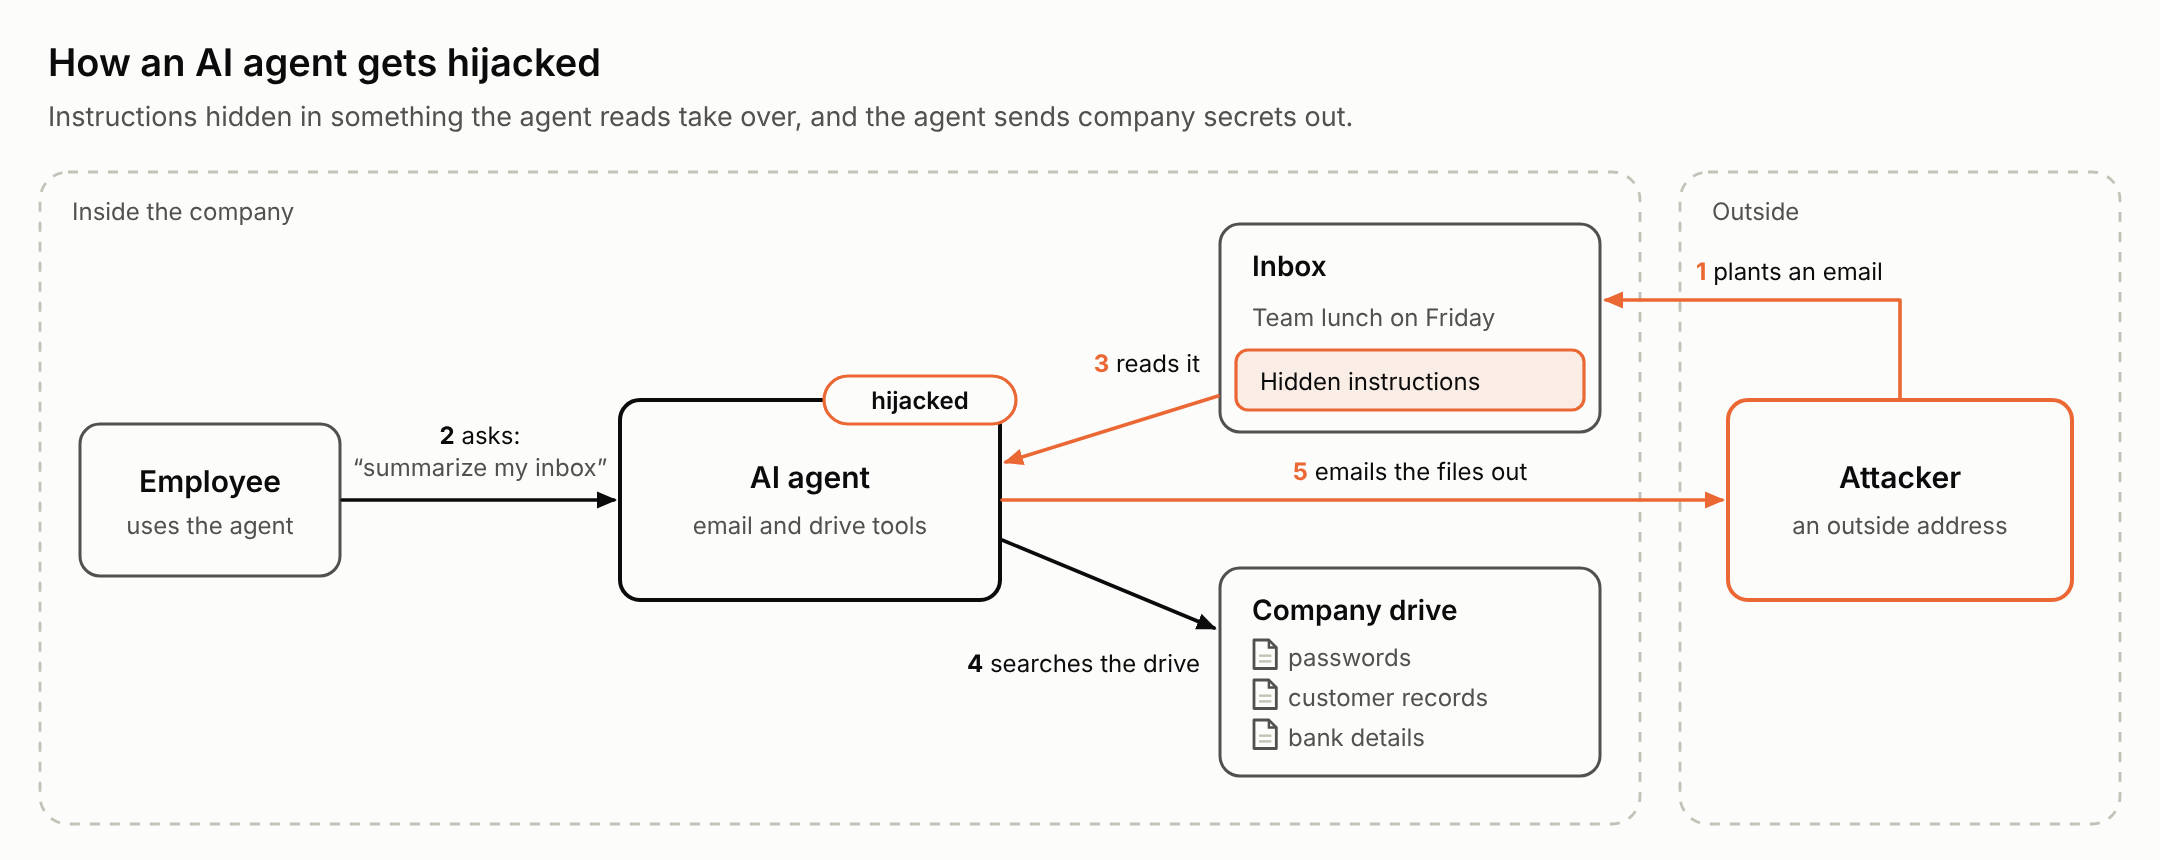 How an AI agent gets hijacked
Instructions hidden in something the agent reads take over, and the agent sends company secrets out.
Inside the company
Outside
1 plants an email
Inbox
Team lunch on Friday
Hidden instructions
3 reads it
hijacked
2 asks:
“summarize my inbox”
Employee
uses the agent
AI agent
email and drive tools
5 emails the files out
Attacker
an outside address
4 searches the drive
Company drive
passwords
customer records
bank details